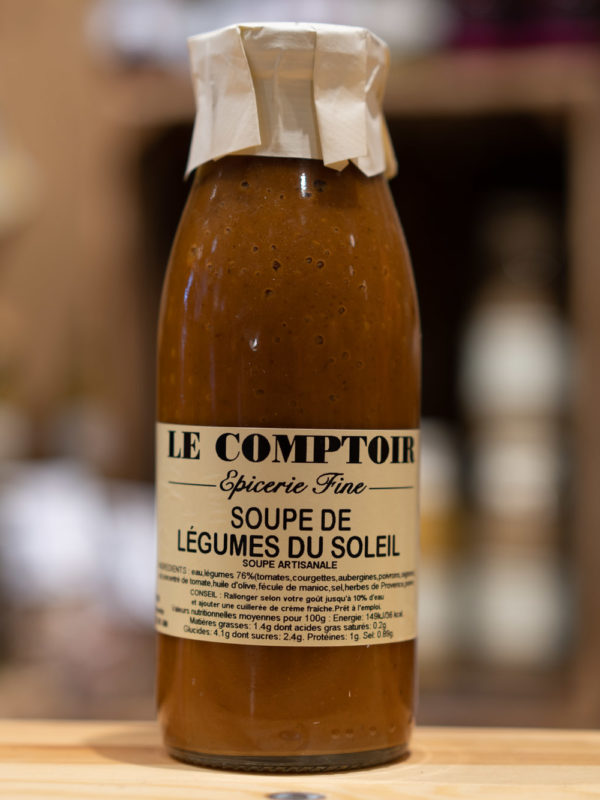 LE COMPTOIR
Epicerie Fine
SOUPE DE
LÉGUMES DU SOLEIL
SOUPE ARTISANALE
: eau,légumes 76%(tomates,courgettes,aubergines,poivrons,
de tomate,huile d'olive,fécule de manioc,sel,herbes de Provence,
CONSEIL : Rallonger selon votre goût jusqu'à 10% d'eau
et ajouter une cuillerée de crème fraîche.Prêt à l'emploi.
Valeurs nutritionnelles moyennes pour 100g : Energie: 149kJ/36 kcal,
Matières grasses: 1.4g dont acides gras saturés: 0.2g
Glucides: 4.1g dont sucres: 2.4g. Protéines: 1g. Sel: 0.89g.